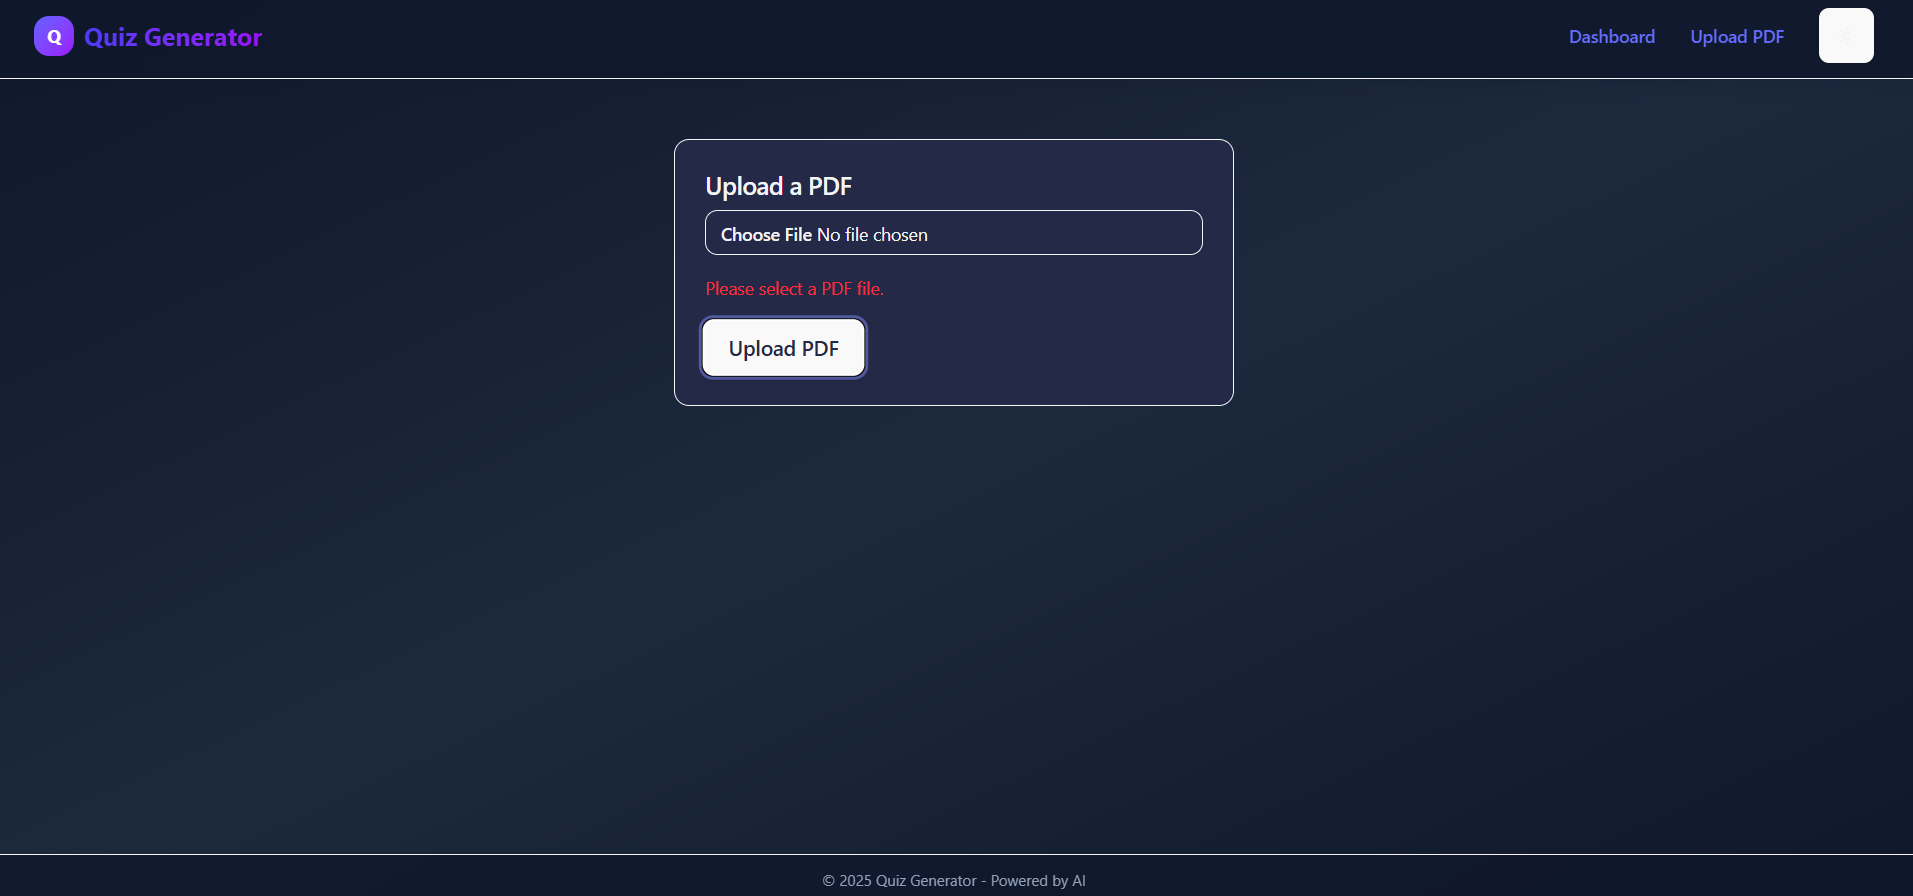 Q Quiz Generator
Dashboard Upload PDF
Upload a PDF
Choose File No file chosen
Please select a PDF file.
Upload PDF
© 2025 Quiz Generator - Powered by AI